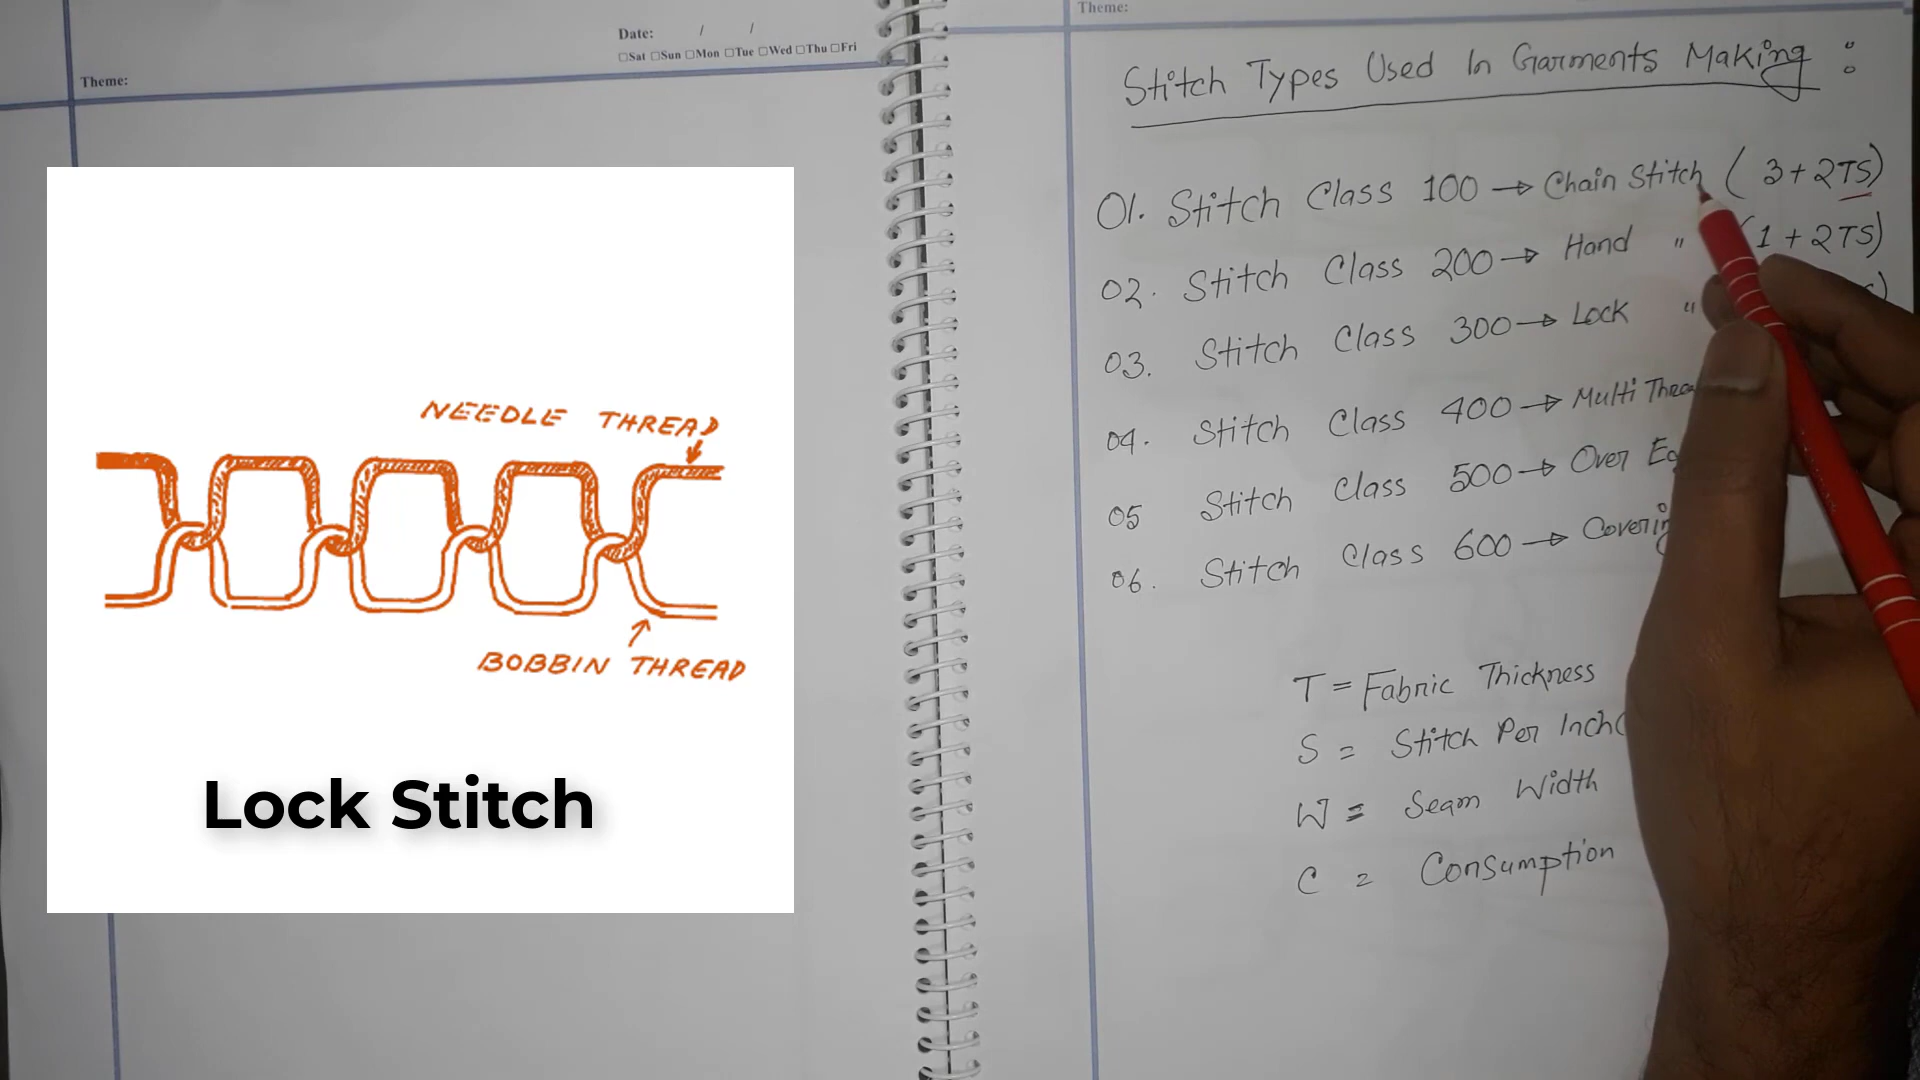 Date: / /
Sat Sun Mon Tue Wed Thu Fri
Theme:
NEEDLE THREAD
BOBBIN THREAD
Lock Stitch
Theme:
Stitch Types Used In Garments Making :
01. Stitch Class 100 → Chain Stitch ( 3+2TS)
02. Stitch Class 200 → Hand " (1+2TS)
03. Stitch Class 300 → Lock "
04. Stitch Class 400 → Multi
05 Stitch Class 500 → Over
06. Stitch Class 600 →
T = Fabric Thickness
S = Stitch Per Inch(
W = Seam Width
C = Consumption